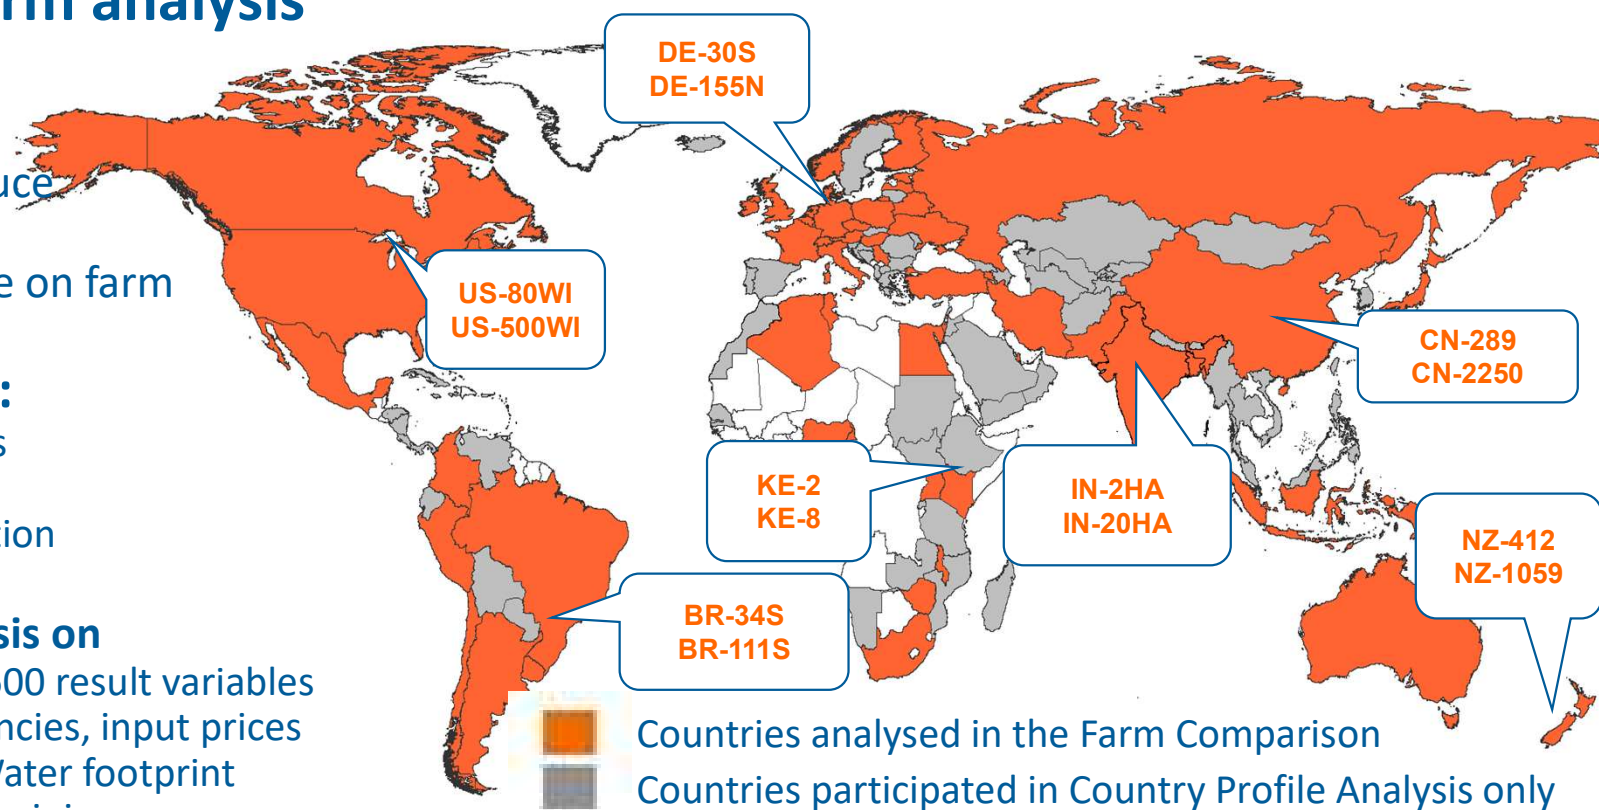 rm analysis
uce
e on farm
:
s
tion
sis on
500 result variables
ncies, input prices
Water footprint
DE-30S
DE-155N
US-80WI
US-500WI
CN-289
CN-2250
KE-2
KE-8
IN-2HA
IN-20HA
NZ-412
NZ-1059
BR-34S
BR-111S
Countries analysed in the Farm Comparison
Countries participated in Country Profile Analysis only